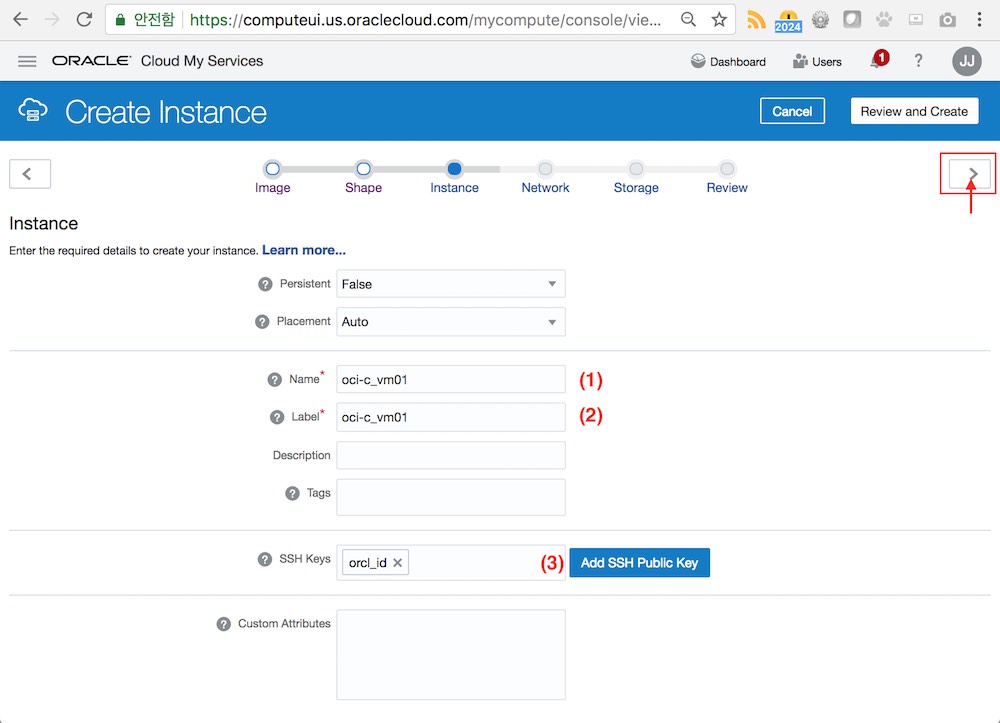 안전함 https://computeui.us.oraclecloud.com/mycompute/console/vie...
2024
ORACLE Cloud My Services
Dashboard
Users
1
?
JJ
Create Instance
Cancel
Review and Create
Image
Shape
Instance
Network
Storage
Review
Instance
Enter the required details to create your instance. Learn more...
? Persistent False
? Placement Auto
? Name* oci-c_vm01 (1)
? Label* oci-c_vm01 (2)
Description
? Tags
? SSH Keys orcl_id × (3) Add SSH Public Key
? Custom Attributes